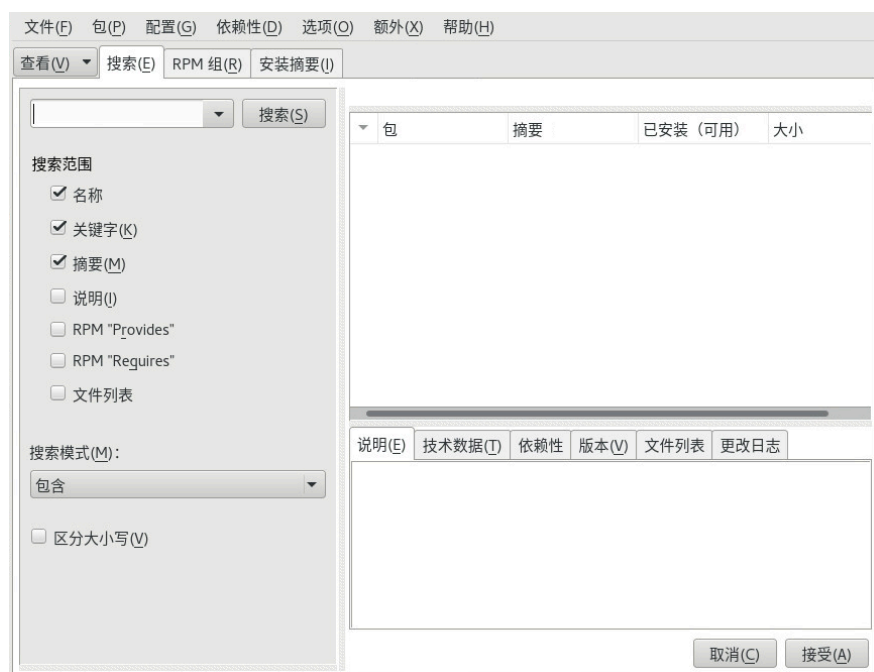 文件(F) 包(P) 配置(G) 依赖性(D) 选项(O) 额外(X) 帮助(H)
查看(V) 搜索(E) RPM 组(R) 安装摘要(I)
搜索(S)
搜索范围
名称
关键字(K)
摘要(M)
说明(I)
RPM "Provides"
RPM "Requires"
文件列表
搜索模式(M):
包含
区分大小写(V)
包 摘要 已安装（可用） 大小
说明(E) 技术数据(T) 依赖性 版本(V) 文件列表 更改日志
取消(C) 接受(A)